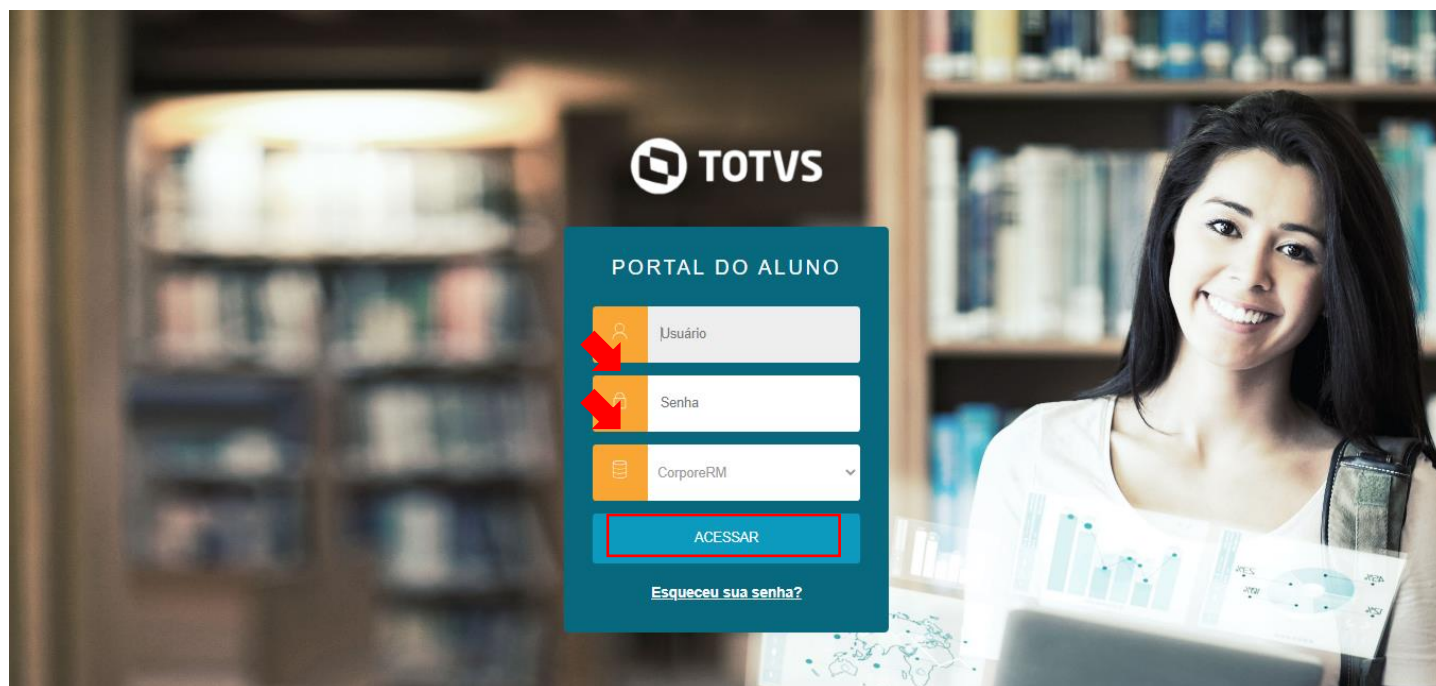 TOTVS
PORTAL DO ALUNO
Usuário
Senha
CorporeRM
ACESSAR
Esqueceu sua senha?